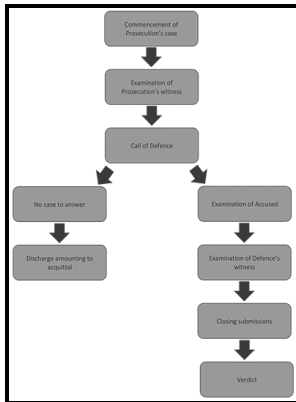 Commencement of
Prosecution's case
Examination of
Prosecution's witness
Call of Defence
No case to answer
Examination of Accused
Discharge amounting to
acquittal
Examination of Defence's
witness
Closing submissions
Verdict